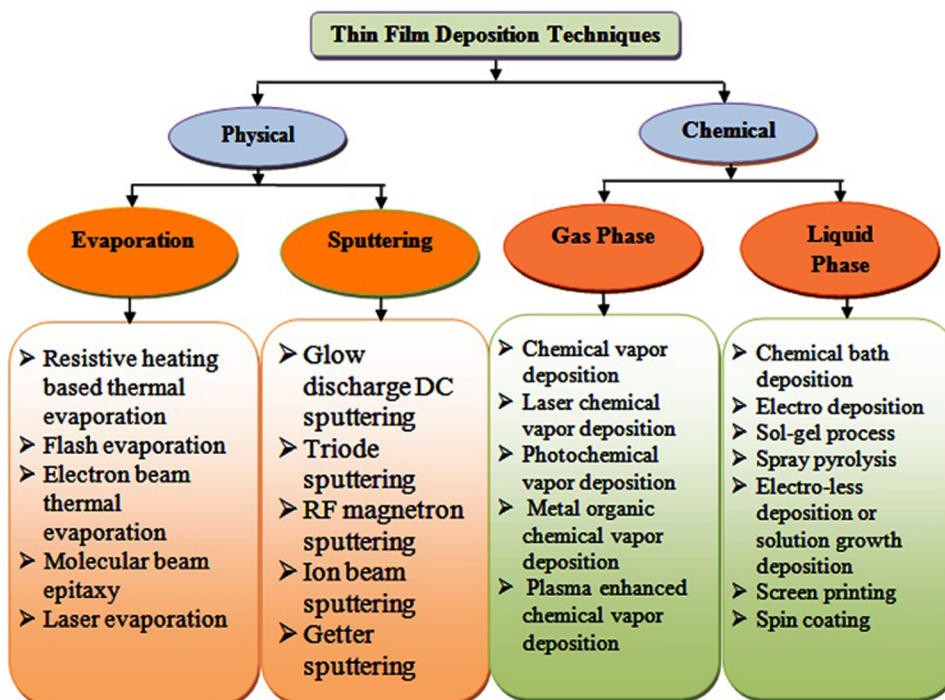 Thin Film Deposition Techniques
Physical
Chemical
Evaporation
Sputtering
Gas Phase
Liquid
Phase
➤ Resistive heating
based thermal
evaporation
➤ Flash evaporation
➤ Electron beam
thermal
evaporation
➤ Molecular beam
epitaxy
➤ Laser evaporation
➤ Glow
discharge DC
sputtering
➤ Triode
sputtering
➤ RF magnetron
sputtering
➤ Ion beam
sputtering
➤ Getter
sputtering
➤ Chemical vapor
deposition
➤ Laser chemical
vapor deposition
➤ Photochemical
vapor deposition
➤ Metal organic
chemical vapor
deposition
➤ Plasma enhanced
chemical vapor
deposition
➤ Chemical bath
deposition
➤ Electro deposition
➤ Sol-gel process
➤ Spray pyrolysis
➤ Electro-less
deposition or
solution growth
deposition
➤ Screen printing
➤ Spin coating